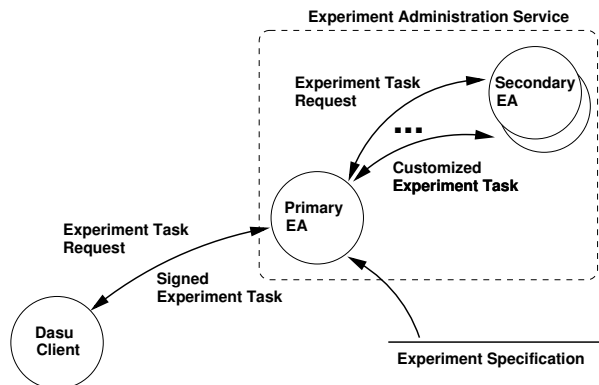 Experiment Administration Service
Experiment Task
Request
Secondary
EA
...
Customized
Experiment Task
Primary
EA
Experiment Task
Request
Signed
Experiment Task
Dasu
Client
Experiment Specification